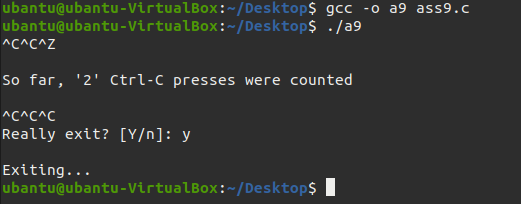 ubantu@ubantu-VirtualBox:~/Desktop$ gcc -o a9 ass9.c
ubantu@ubantu-VirtualBox:~/Desktop$ ./a9
^C^C^Z
So far, '2' Ctrl-C presses were counted
^C^C^C
Really exit? [Y/n]: y
Exiting...
ubantu@ubantu-VirtualBox:~/Desktop$